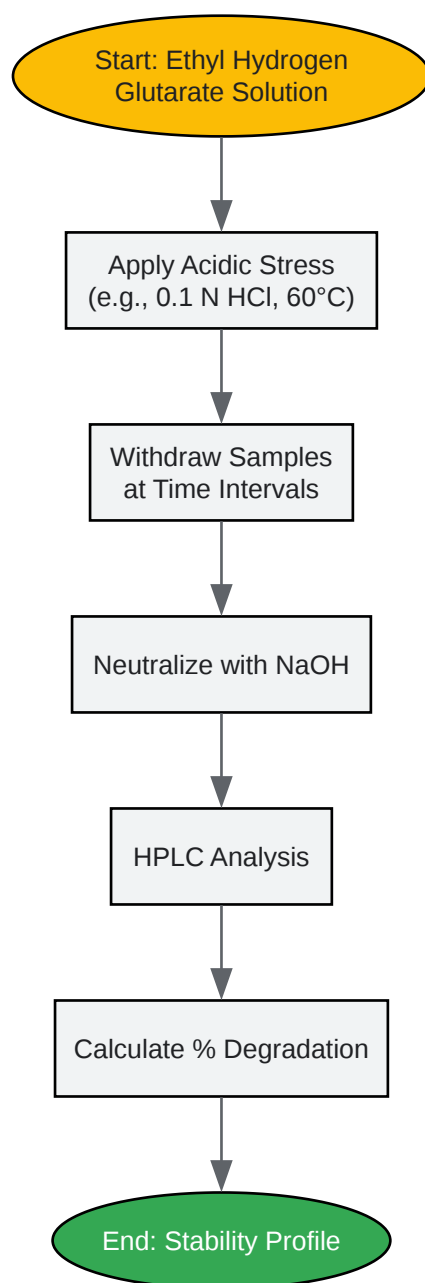 Start: Ethyl Hydrogen
Glutarate Solution
Apply Acidic Stress
(e.g., 0.1 N HCl, 60°C)
Withdraw Samples
at Time Intervals
Neutralize with NaOH
HPLC Analysis
Calculate % Degradation
End: Stability Profile